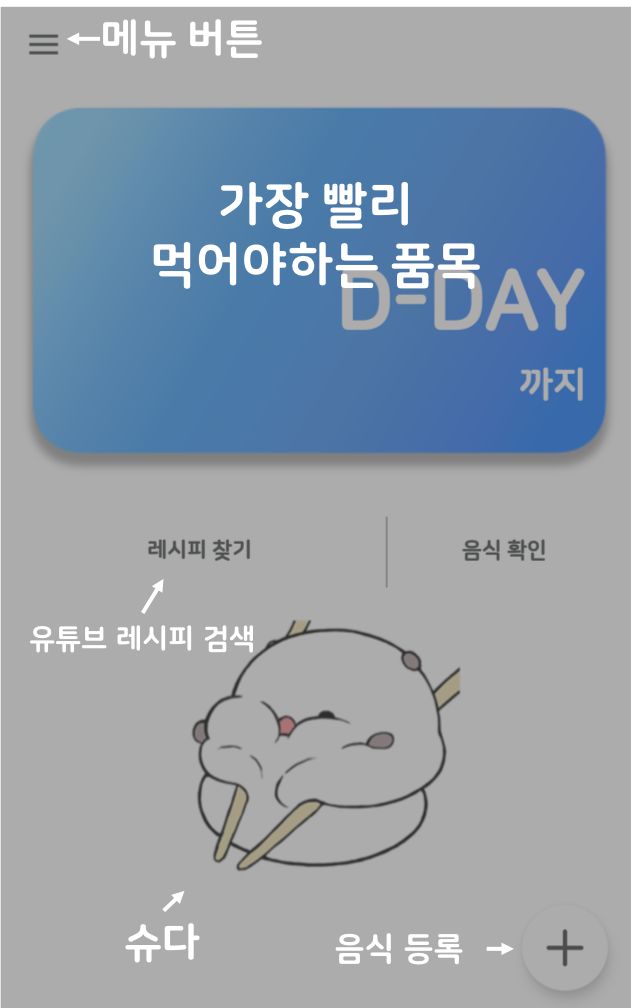 메뉴 버튼
가장 빨리
먹어야하는 품목
D-DAY
까지
레시피 찾기
음식 확인
유튜브 레시피 검색
슈다
음식 등록